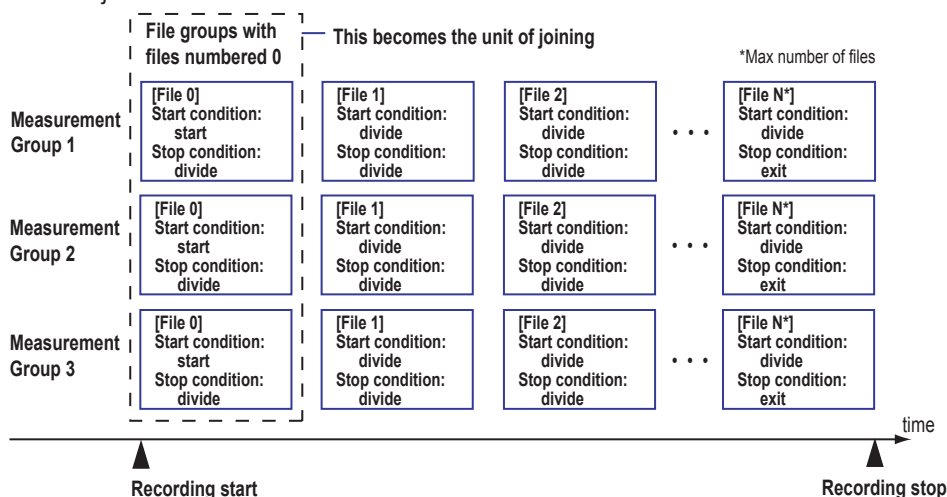 File groups with
files numbered 0
This becomes the unit of joining
*Max number of files
Measurement
Group 1
[File 0]
Start condition:
start
Stop condition:
divide
[File 1]
Start condition:
divide
Stop condition:
divide
[File 2]
Start condition:
divide
Stop condition:
divide
• • •
[File N*]
Start condition:
divide
Stop condition:
exit
Measurement
Group 2
[File 0]
Start condition:
start
Stop condition:
divide
[File 1]
Start condition:
divide
Stop condition:
divide
[File 2]
Start condition:
divide
Stop condition:
divide
• • •
[File N*]
Start condition:
divide
Stop condition:
exit
Measurement
Group 3
[File 0]
Start condition:
start
Stop condition:
divide
[File 1]
Start condition:
divide
Stop condition:
divide
[File 2]
Start condition:
divide
Stop condition:
divide
• • •
[File N*]
Start condition:
divide
Stop condition:
exit
time
Recording start
Recording stop